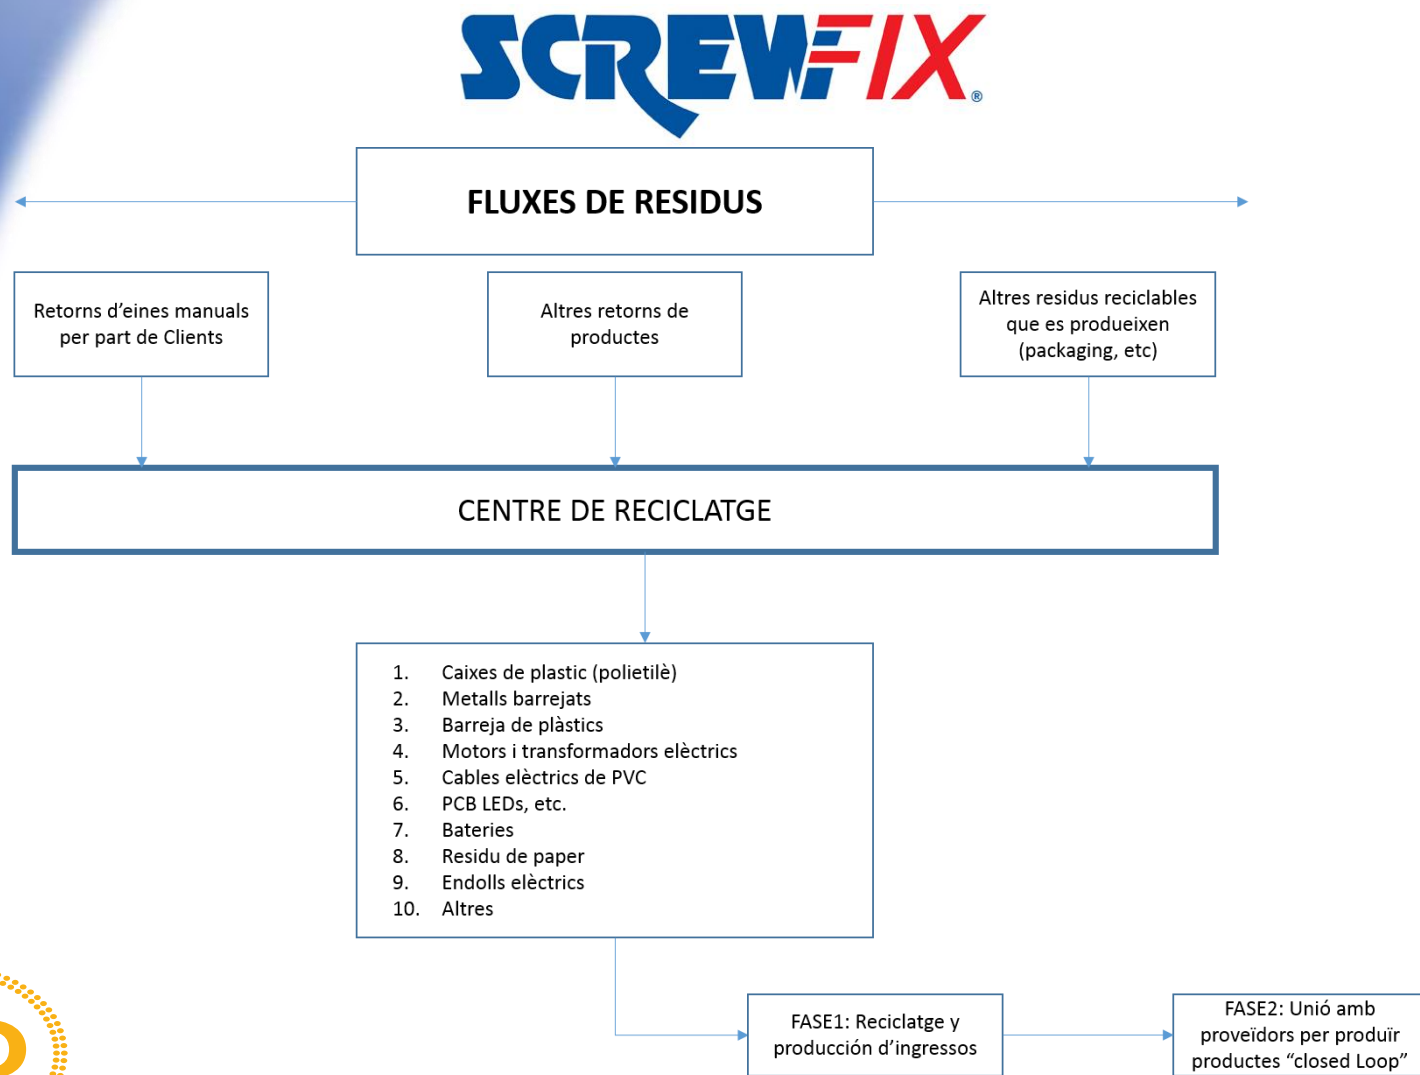 SCREWFIX®
FLUXES DE RESIDUS
Retorns d’eines manuals
per part de Clients
Altres retorns de
productes
Altres residus reciclables
que es produeixen
(packaging, etc)
CENTRE DE RECICLATGE
1. Caixes de plastic (polietilè)
2. Metalls barrejats
3. Barreja de plàstics
4. Motors i transformadors elèctrics
5. Cables elèctrics de PVC
6. PCB LEDs, etc.
7. Bateries
8. Residu de paper
9. Endolls elèctrics
10. Altres
FASE1: Reciclatge y
producción d’ingressos
FASE2: Unió amb
proveïdors per produïr
productes “closed Loop”